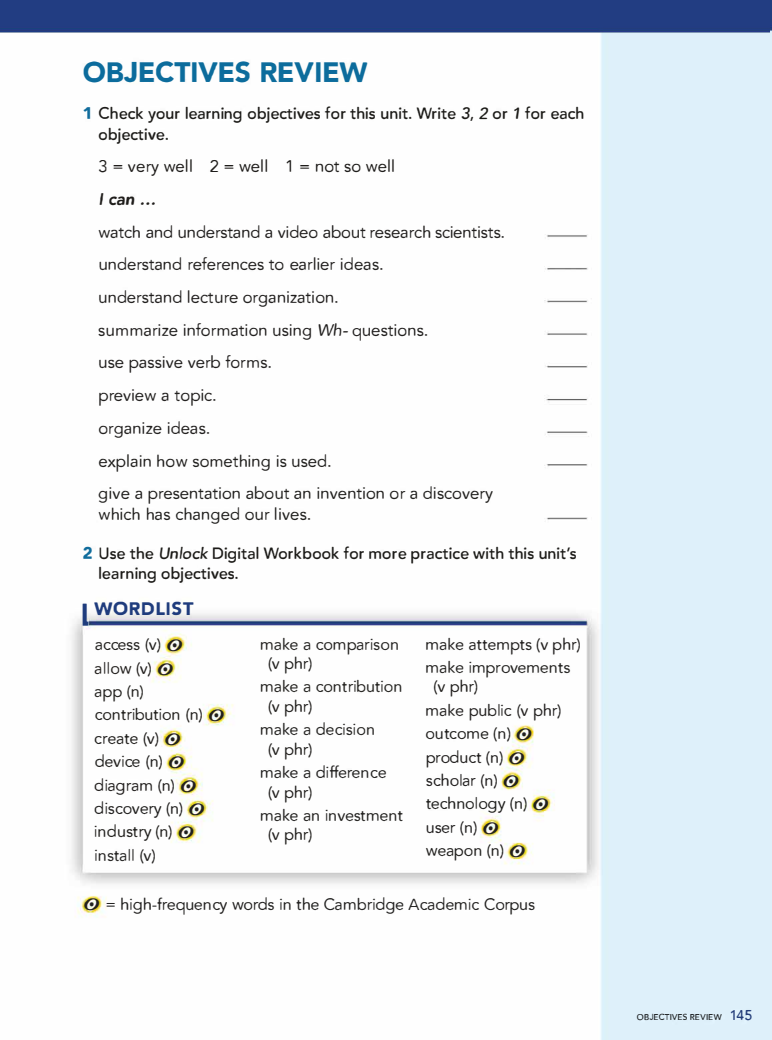 OBJECTIVES REVIEW
1 Check your learning objectives for this unit. Write 3, 2 or 1 for each
objective.
3 = very well 2 = well 1 = not so well
I can ...
watch and understand a video about research scientists.
understand references to earlier ideas.
understand lecture organization.
summarize information using Wh- questions.
use passive verb forms.
preview a topic.
organize ideas.
explain how something is used.
give a presentation about an invention or a discovery
which has changed our lives.
2 Use the Unlock Digital Workbook for more practice with this unit's
learning objectives.
WORDLIST
access (v)
allow (v)
app (n)
contribution (n)
create (v)
device (n)
diagram (n)
discovery (n)
industry (n)
install (v)
make a comparison
(v phr)
make a contribution
(v phr)
make a decision
(v phr)
make a difference
(v phr)
make an investment
(v phr)
make attempts (v phr)
make improvements
(v phr)
make public (v phr)
outcome (n)
product (n)
scholar (n)
technology (n)
user (n)
weapon (n)
= high-frequency words in the Cambridge Academic Corpus
OBJECTIVES REVIEW 145